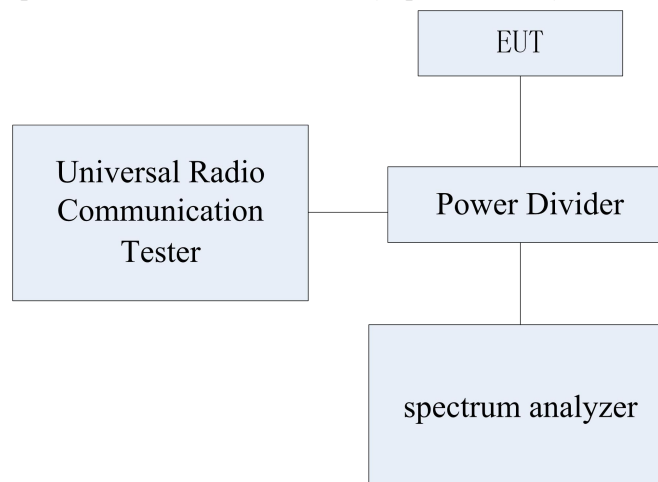 EUT
Universal Radio
Communication
Tester
Power Divider
spectrum analyzer